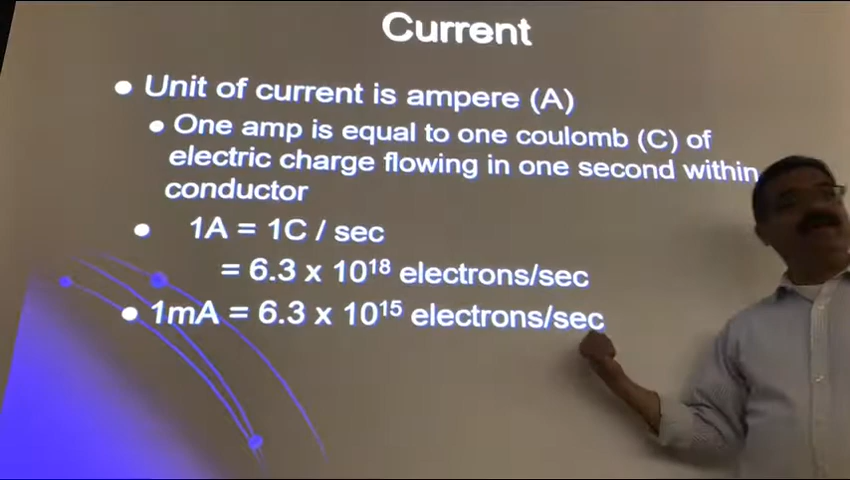 Current
• Unit of current is ampere (A)
• One amp is equal to one coulomb (C) of
electric charge flowing in one second within
conductor
• 1A = 1C / sec
= 6.3 x 10¹⁸ electrons/sec
• 1mA = 6.3 x 10¹⁵ electrons/sec